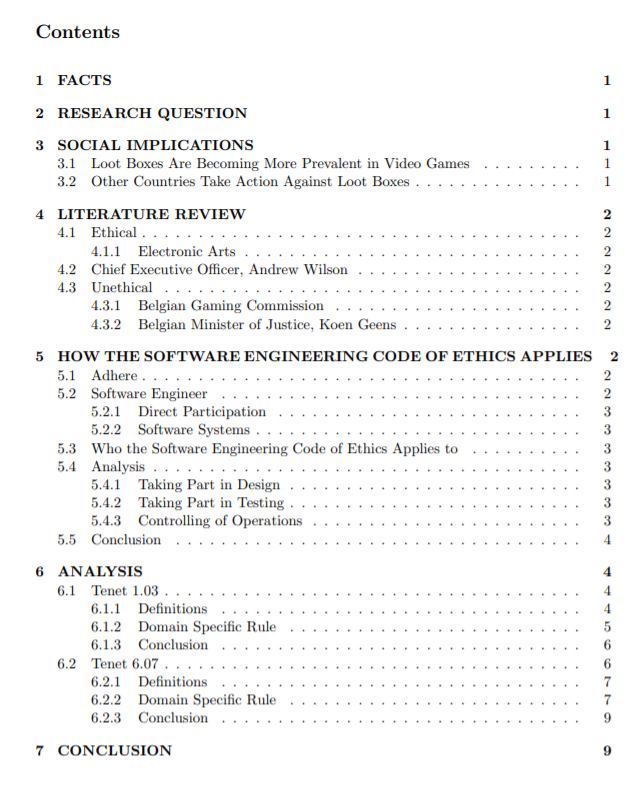 Contents
1 FACTS 1
2 RESEARCH QUESTION 1
3 SOCIAL IMPLICATIONS 1
3.1 Loot Boxes Are Becoming More Prevalent in Video Games . . . . . . . . . 1
3.2 Other Countries Take Action Against Loot Boxes . . . . . . . . . . . . . . . 1
4 LITERATURE REVIEW 2
4.1 Ethical . . . . . . . . . . . . . . . . . . . . . . . . . . . . . . . . . . . . . . . 2
4.1.1 Electronic Arts . . . . . . . . . . . . . . . . . . . . . . . . . . . . . . 2
4.2 Chief Executive Officer, Andrew Wilson . . . . . . . . . . . . . . . . . . . . 2
4.3 Unethical . . . . . . . . . . . . . . . . . . . . . . . . . . . . . . . . . . . . . 2
4.3.1 Belgian Gaming Commission . . . . . . . . . . . . . . . . . . . . . . 2
4.3.2 Belgian Minister of Justice, Koen Geens . . . . . . . . . . . . . . . . 2
5 HOW THE SOFTWARE ENGINEERING CODE OF ETHICS APPLIES 2
5.1 Adhere . . . . . . . . . . . . . . . . . . . . . . . . . . . . . . . . . . . . . . . 2
5.2 Software Engineer . . . . . . . . . . . . . . . . . . . . . . . . . . . . . . . . 2
5.2.1 Direct Participation . . . . . . . . . . . . . . . . . . . . . . . . . . . 3
5.2.2 Software Systems . . . . . . . . . . . . . . . . . . . . . . . . . . . . . 3
5.3 Who the Software Engineering Code of Ethics Applies to . . . . . . . . . . 3
5.4 Analysis . . . . . . . . . . . . . . . . . . . . . . . . . . . . . . . . . . . . . . 3
5.4.1 Taking Part in Design . . . . . . . . . . . . . . . . . . . . . . . . . . 3
5.4.2 Taking Part in Testing . . . . . . . . . . . . . . . . . . . . . . . . . . 3
5.4.3 Controlling of Operations . . . . . . . . . . . . . . . . . . . . . . . . 3
5.5 Conclusion . . . . . . . . . . . . . . . . . . . . . . . . . . . . . . . . . . . . 4
6 ANALYSIS 4
6.1 Tenet 1.03 . . . . . . . . . . . . . . . . . . . . . . . . . . . . . . . . . . . . . 4
6.1.1 Definitions . . . . . . . . . . . . . . . . . . . . . . . . . . . . . . . . 4
6.1.2 Domain Specific Rule . . . . . . . . . . . . . . . . . . . . . . . . . . 5
6.1.3 Conclusion . . . . . . . . . . . . . . . . . . . . . . . . . . . . . . . . 6
6.2 Tenet 6.07 . . . . . . . . . . . . . . . . . . . . . . . . . . . . . . . . . . . . . 6
6.2.1 Definitions . . . . . . . . . . . . . . . . . . . . . . . . . . . . . . . . 7
6.2.2 Domain Specific Rule . . . . . . . . . . . . . . . . . . . . . . . . . . 7
6.2.3 Conclusion . . . . . . . . . . . . . . . . . . . . . . . . . . . . . . . . 9
7 CONCLUSION 9